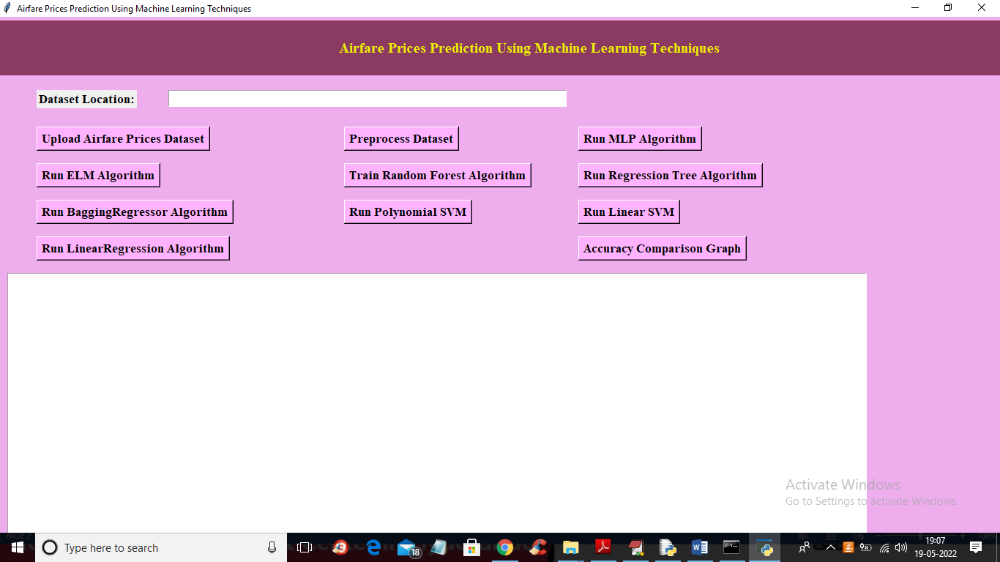 Airfare Prices Prediction Using Machine Learning Techniques
Airfare Prices Prediction Using Machine Learning Techniques
Dataset Location:
Upload Airfare Prices Dataset
Preprocess Dataset
Run MLP Algorithm
Run ELM Algorithm
Train Random Forest Algorithm
Run Regression Tree Algorithm
Run BaggingRegressor Algorithm
Run Polynomial SVM
Run Linear SVM
Run LinearRegression Algorithm
Accuracy Comparison Graph
Activate Windows
Go to Settings to activate Windows.
PAGE 2
100%
Type here to search
18
19:07
19-05-2022